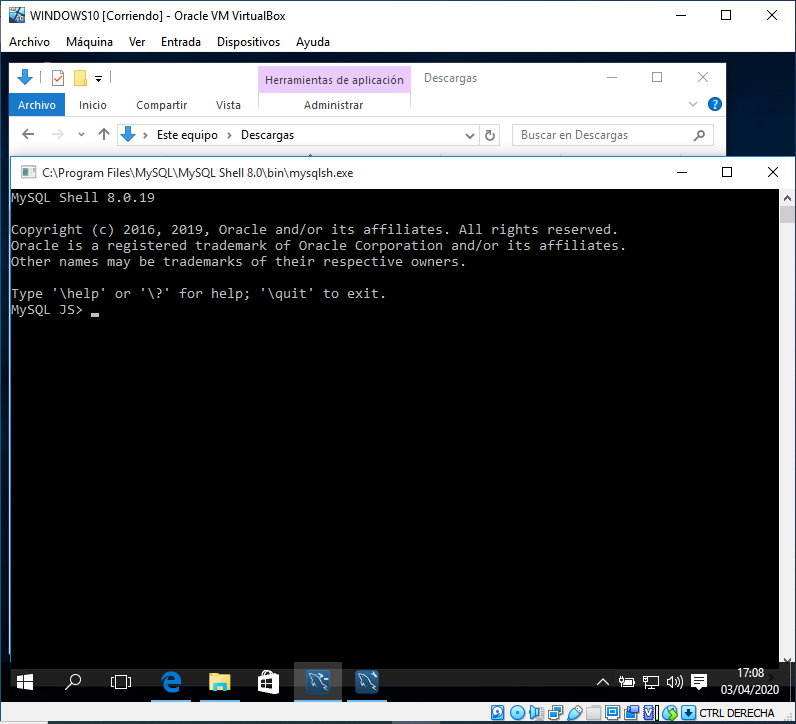 WINDOWS10 [Corriendo] - Oracle VM VirtualBox
Archivo Máquina Ver Entrada Dispositivos Ayuda
Herramientas de aplicación Descargas
Archivo Inicio Compartir Vista Administrar
Este equipo Descargas Buscar en Descargas
C:\Program Files\MySQL\MySQL Shell 8.0\bin\mysqlsh.exe
MySQL Shell 8.0.19
Copyright (c) 2016, 2019, Oracle and/or its affiliates. All rights reserved.
Oracle is a registered trademark of Oracle Corporation and/or its affiliates.
Other names may be trademarks of their respective owners.
Type '\help' or '\?' for help; '\quit' to exit.
MySQL JS> _
17:08
03/04/2020
CTRL DERECHA